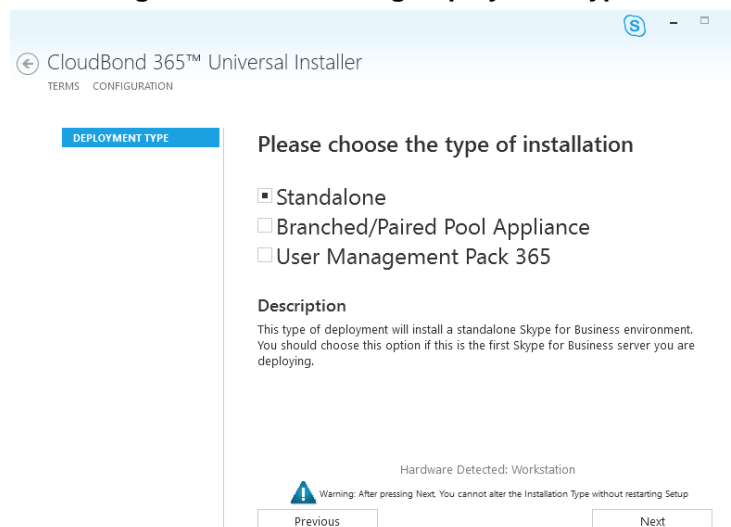 CloudBond 365™ Universal Installer
TERMS CONFIGURATION
DEPLOYMENT TYPE
Please choose the type of installation
Standalone
Branched/Paired Pool Appliance
User Management Pack 365
Description
This type of deployment will install a standalone Skype for Business environment.
You should choose this option if this is the first Skype for Business server you are
deploying.
Hardware Detected: Workstation
Warning: After pressing Next, You cannot alter the Installation Type without restarting Setup
Previous
Next